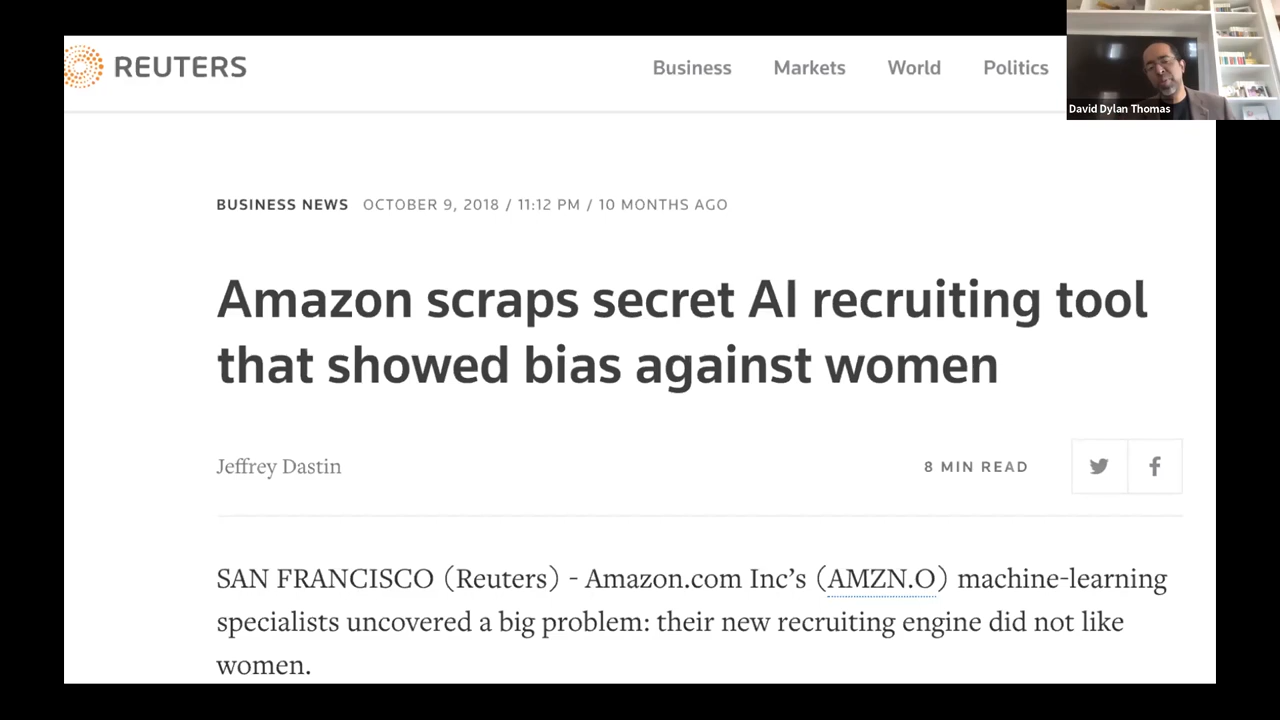 REUTERS
Business Markets World Politics
David Dylan Thomas
BUSINESS NEWS OCTOBER 9, 2018 / 11:12 PM / 10 MONTHS AGO
Amazon scraps secret AI recruiting tool
that showed bias against women
Jeffrey Dastin
8 MIN READ
SAN FRANCISCO (Reuters) - Amazon.com Inc’s (AMZN.O) machine-learning
specialists uncovered a big problem: their new recruiting engine did not like
women.